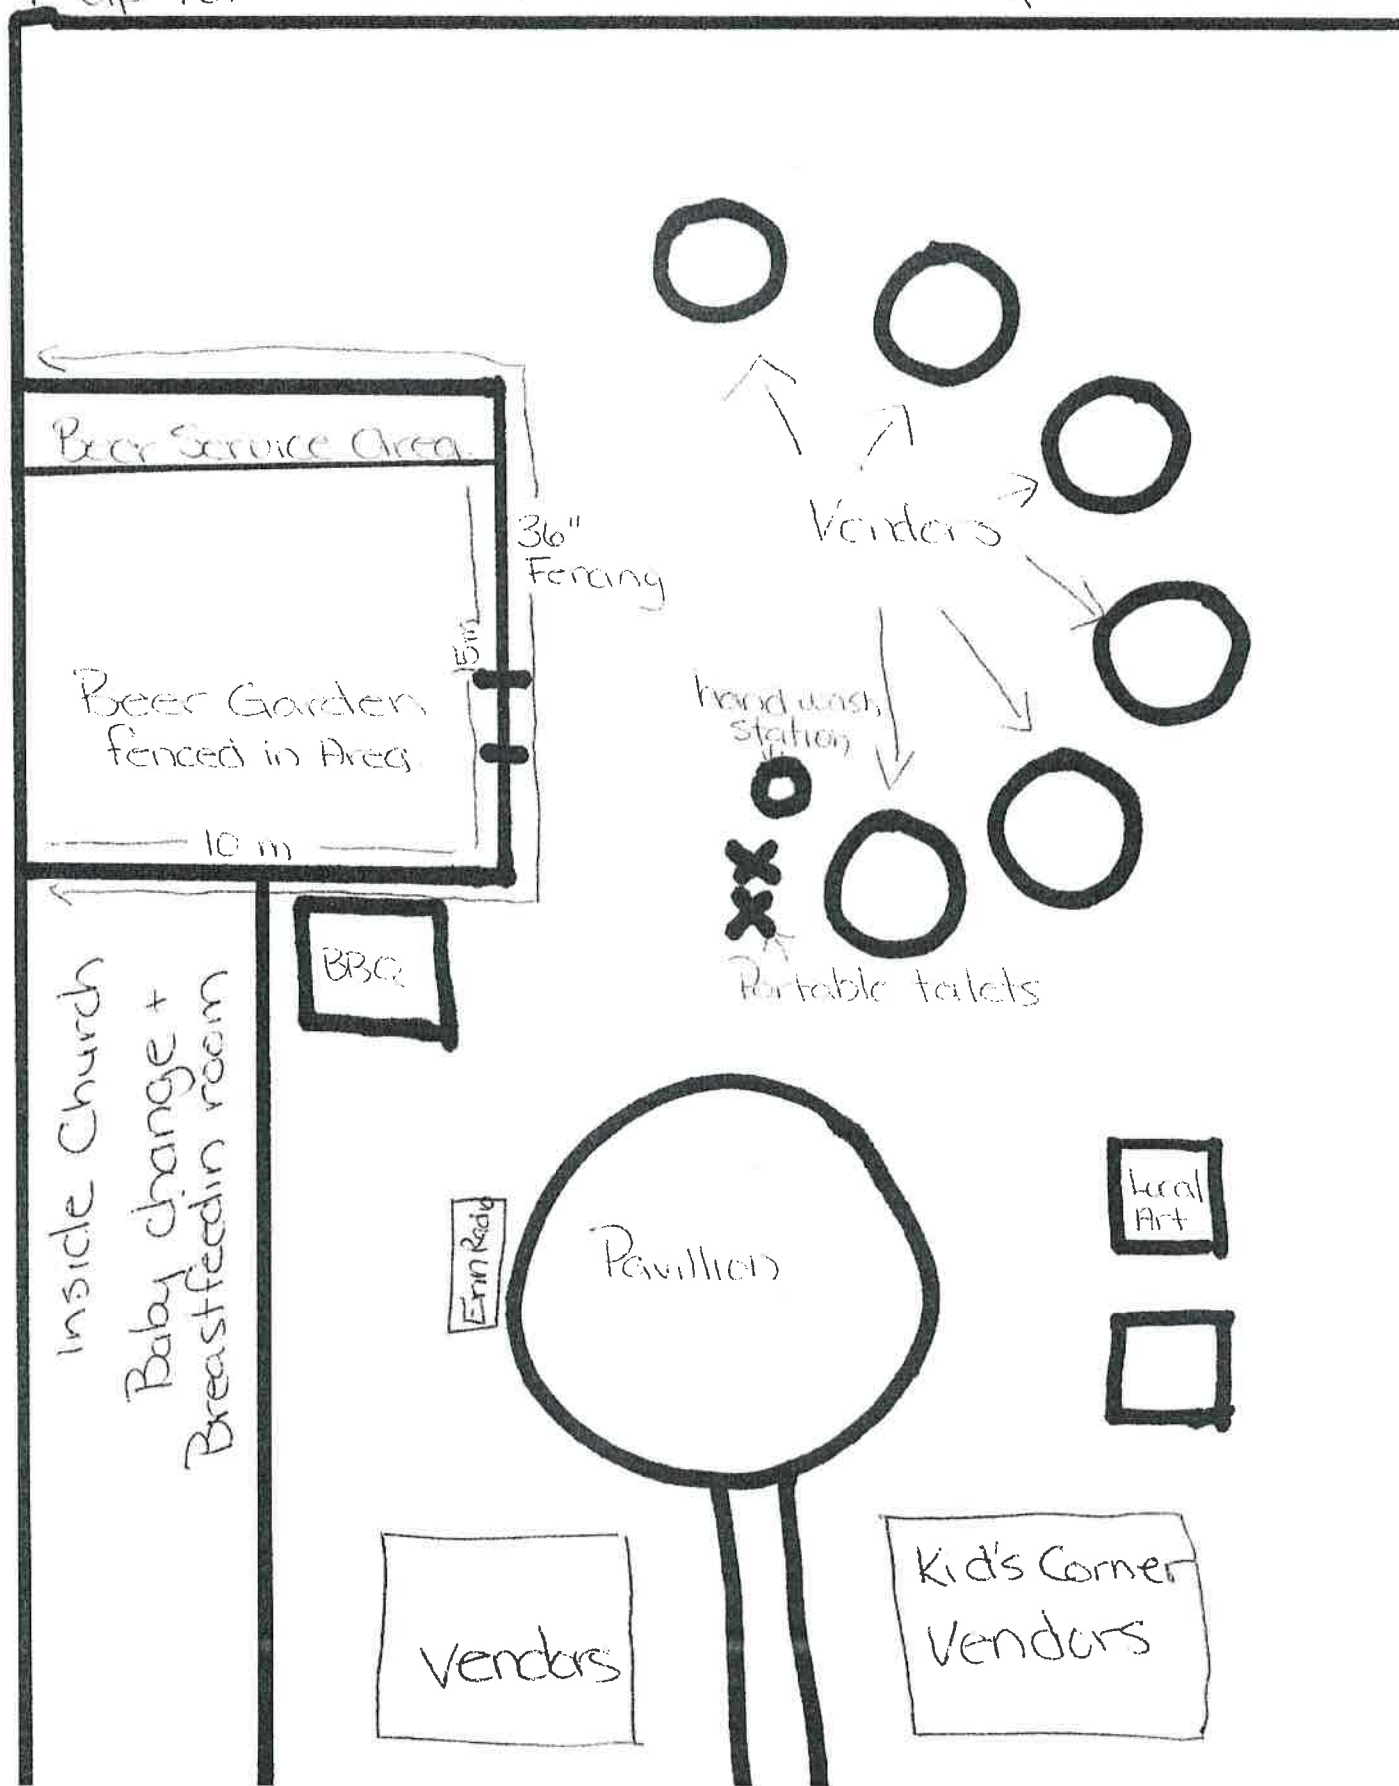 Beer Service Area
36"
Fencing
Vendors
15m
Beer Garden
fenced in Area
10 m
hand wash
station
BBQ
Portable toilets
Inside Church
Baby change +
Breastfeedin room
Erin Radio
Pavillion
Local
Art
Vendors
Kid's Corner
Vendors